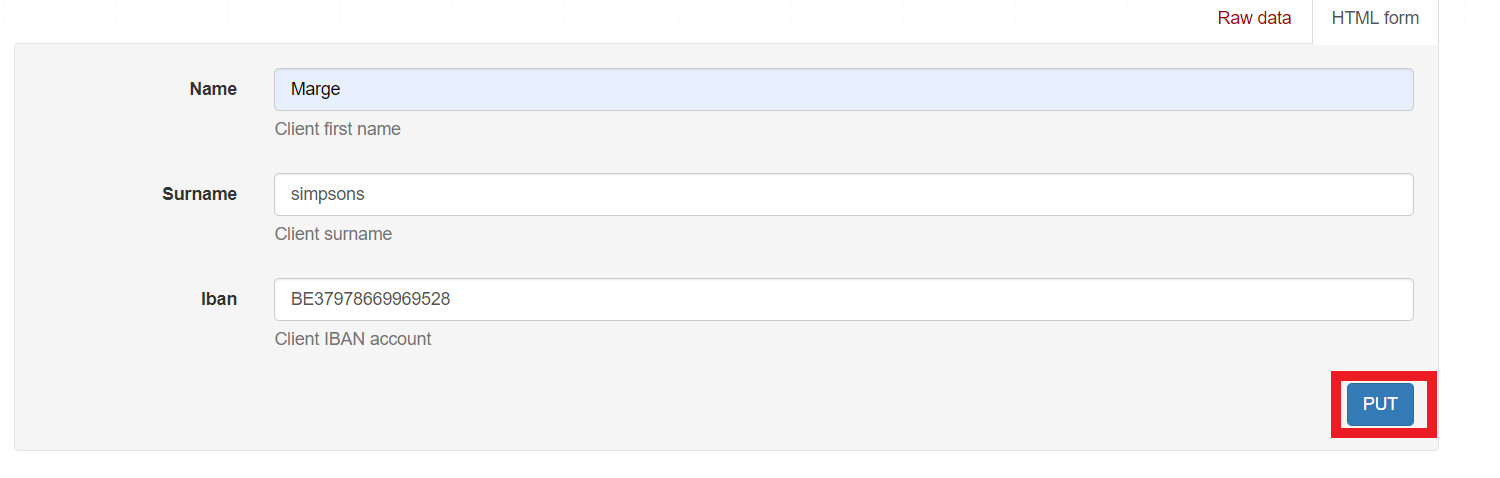 Raw data HTML form
Name Marge
Client first name
Surname simpsons
Client surname
Iban BE37978669969528
Client IBAN account
PUT